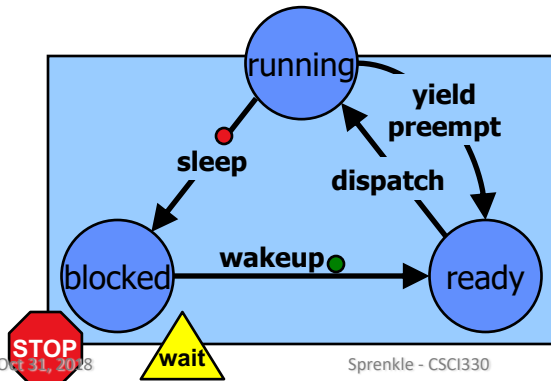 running
yield
preempt
sleep
dispatch
blocked
wakeup
ready
STOP
wait
Oct 31, 2018
Sprenkle - CSCI330